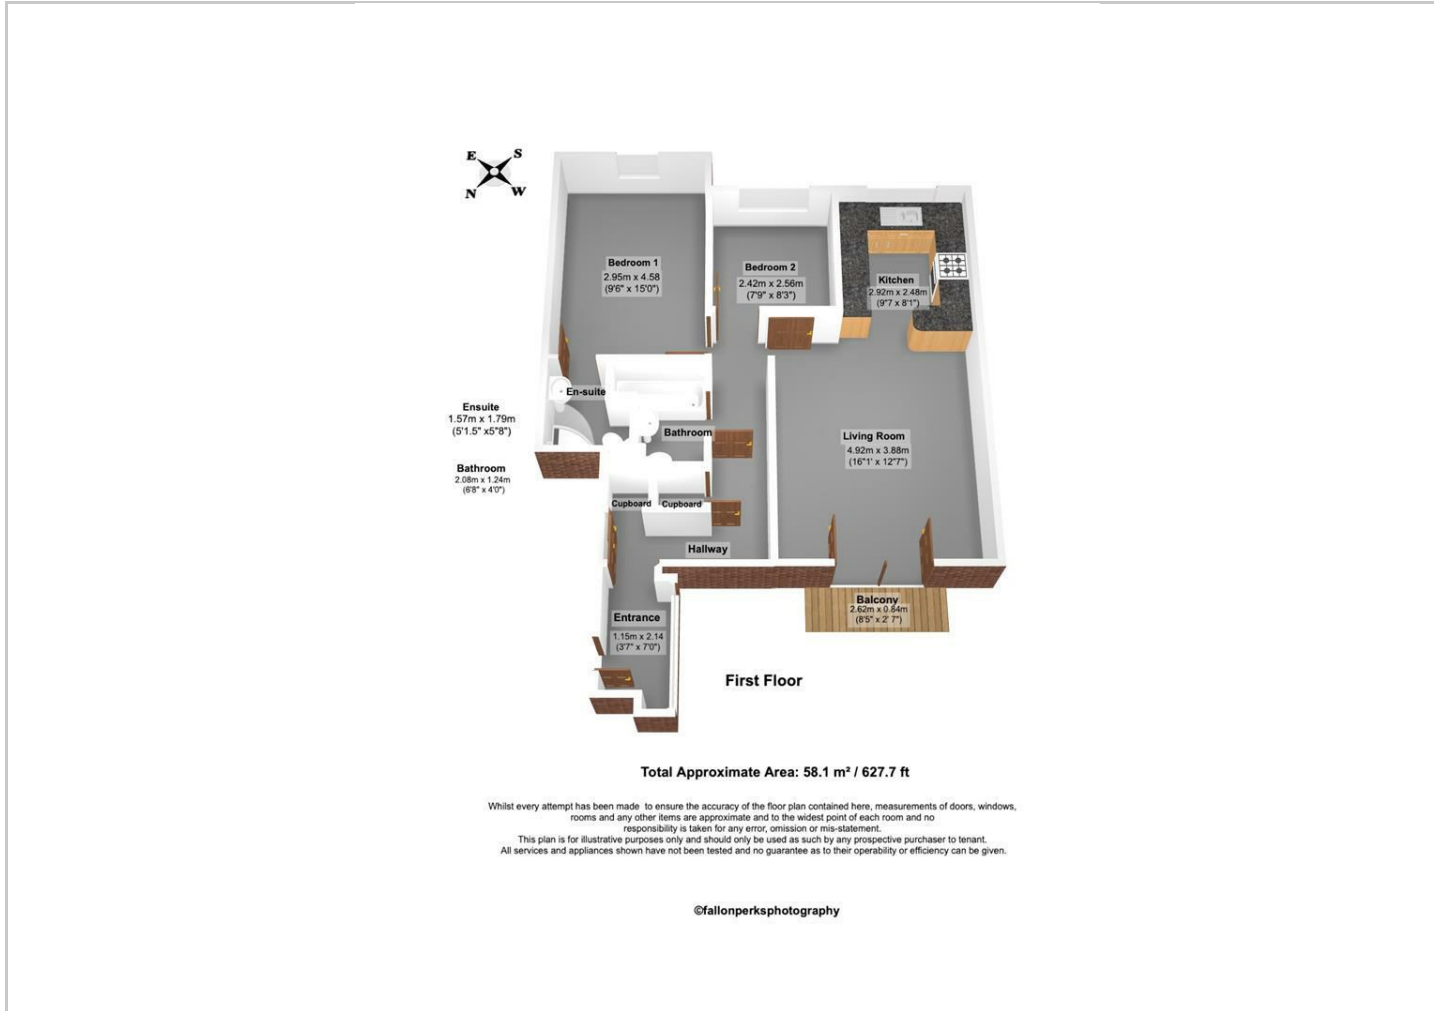 E S
N W
Bedroom 1
2.95m x 4.58
(9'6" x 15'0")
Bedroom 2
2.42m x 2.56m
(7'9" x 8'3")
Kitchen
2.92m x 2.48m
(9'7 x 8'1")
En-suite
Ensuite
1.57m x 1.79m
(5'1.5" x5"8")
Bathroom
Living Room
4.92m x 3.88m
(16'1' x 12'7")
Bathroom
2.08m x 1.24m
(6'8" x 4'0")
Cupboard
Cupboard
Hallway
Balcony
2.62m x 0.84m
(8'5" x 2' 7")
Entrance
1.15m x 2.14
(3'7" x 7'0")
First Floor
Total Approximate Area: 58.1 m² / 627.7 ft
Whilst every attempt has been made to ensure the accuracy of the floor plan contained here, measurements of doors, windows,
rooms and any other items are approximate and to the widest point of each room and no
responsibility is taken for any error, omission or mis-statement.
This plan is for illustrative purposes only and should only be used as such by any prospective purchaser to tenant.
All services and appliances shown have not been tested and no guarantee as to their operability or efficiency can be given.
©fallonperksphotography